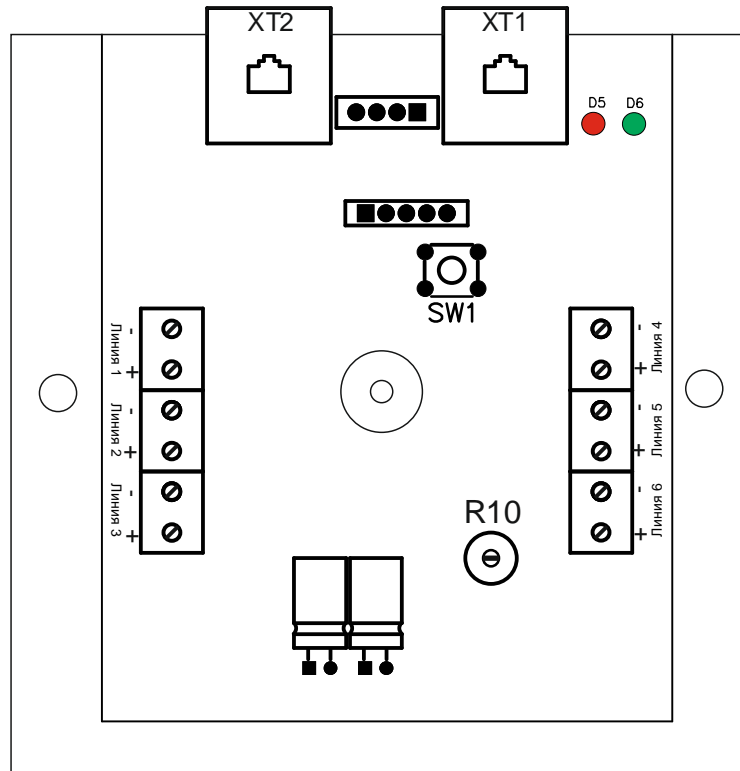 XT2
XT1
D5 D6
SW1
- Линия 1 +
- Линия 2 +
- Линия 3 +
- Линия 4 +
- Линия 5 +
- Линия 6 +
R10